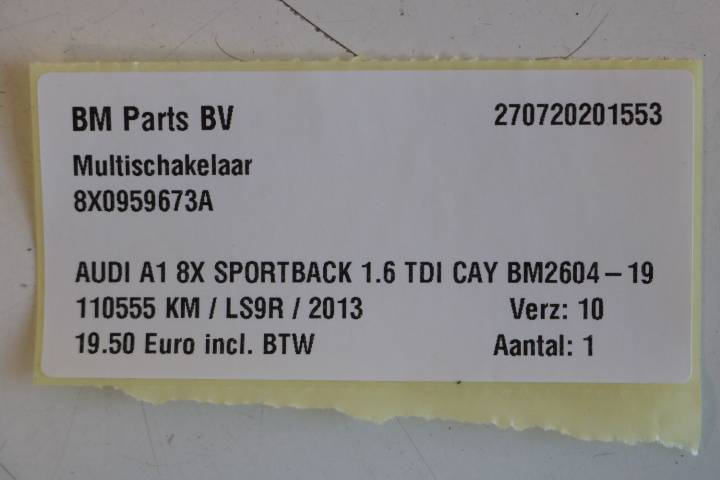 BM Parts BV 270720201553
Multischakelaar
8X0959673A
AUDI A1 8X SPORTBACK 1.6 TDI CAY BM2604-19
110555 KM / LS9R / 2013 Verz: 10
19.50 Euro incl. BTW Aantal: 1